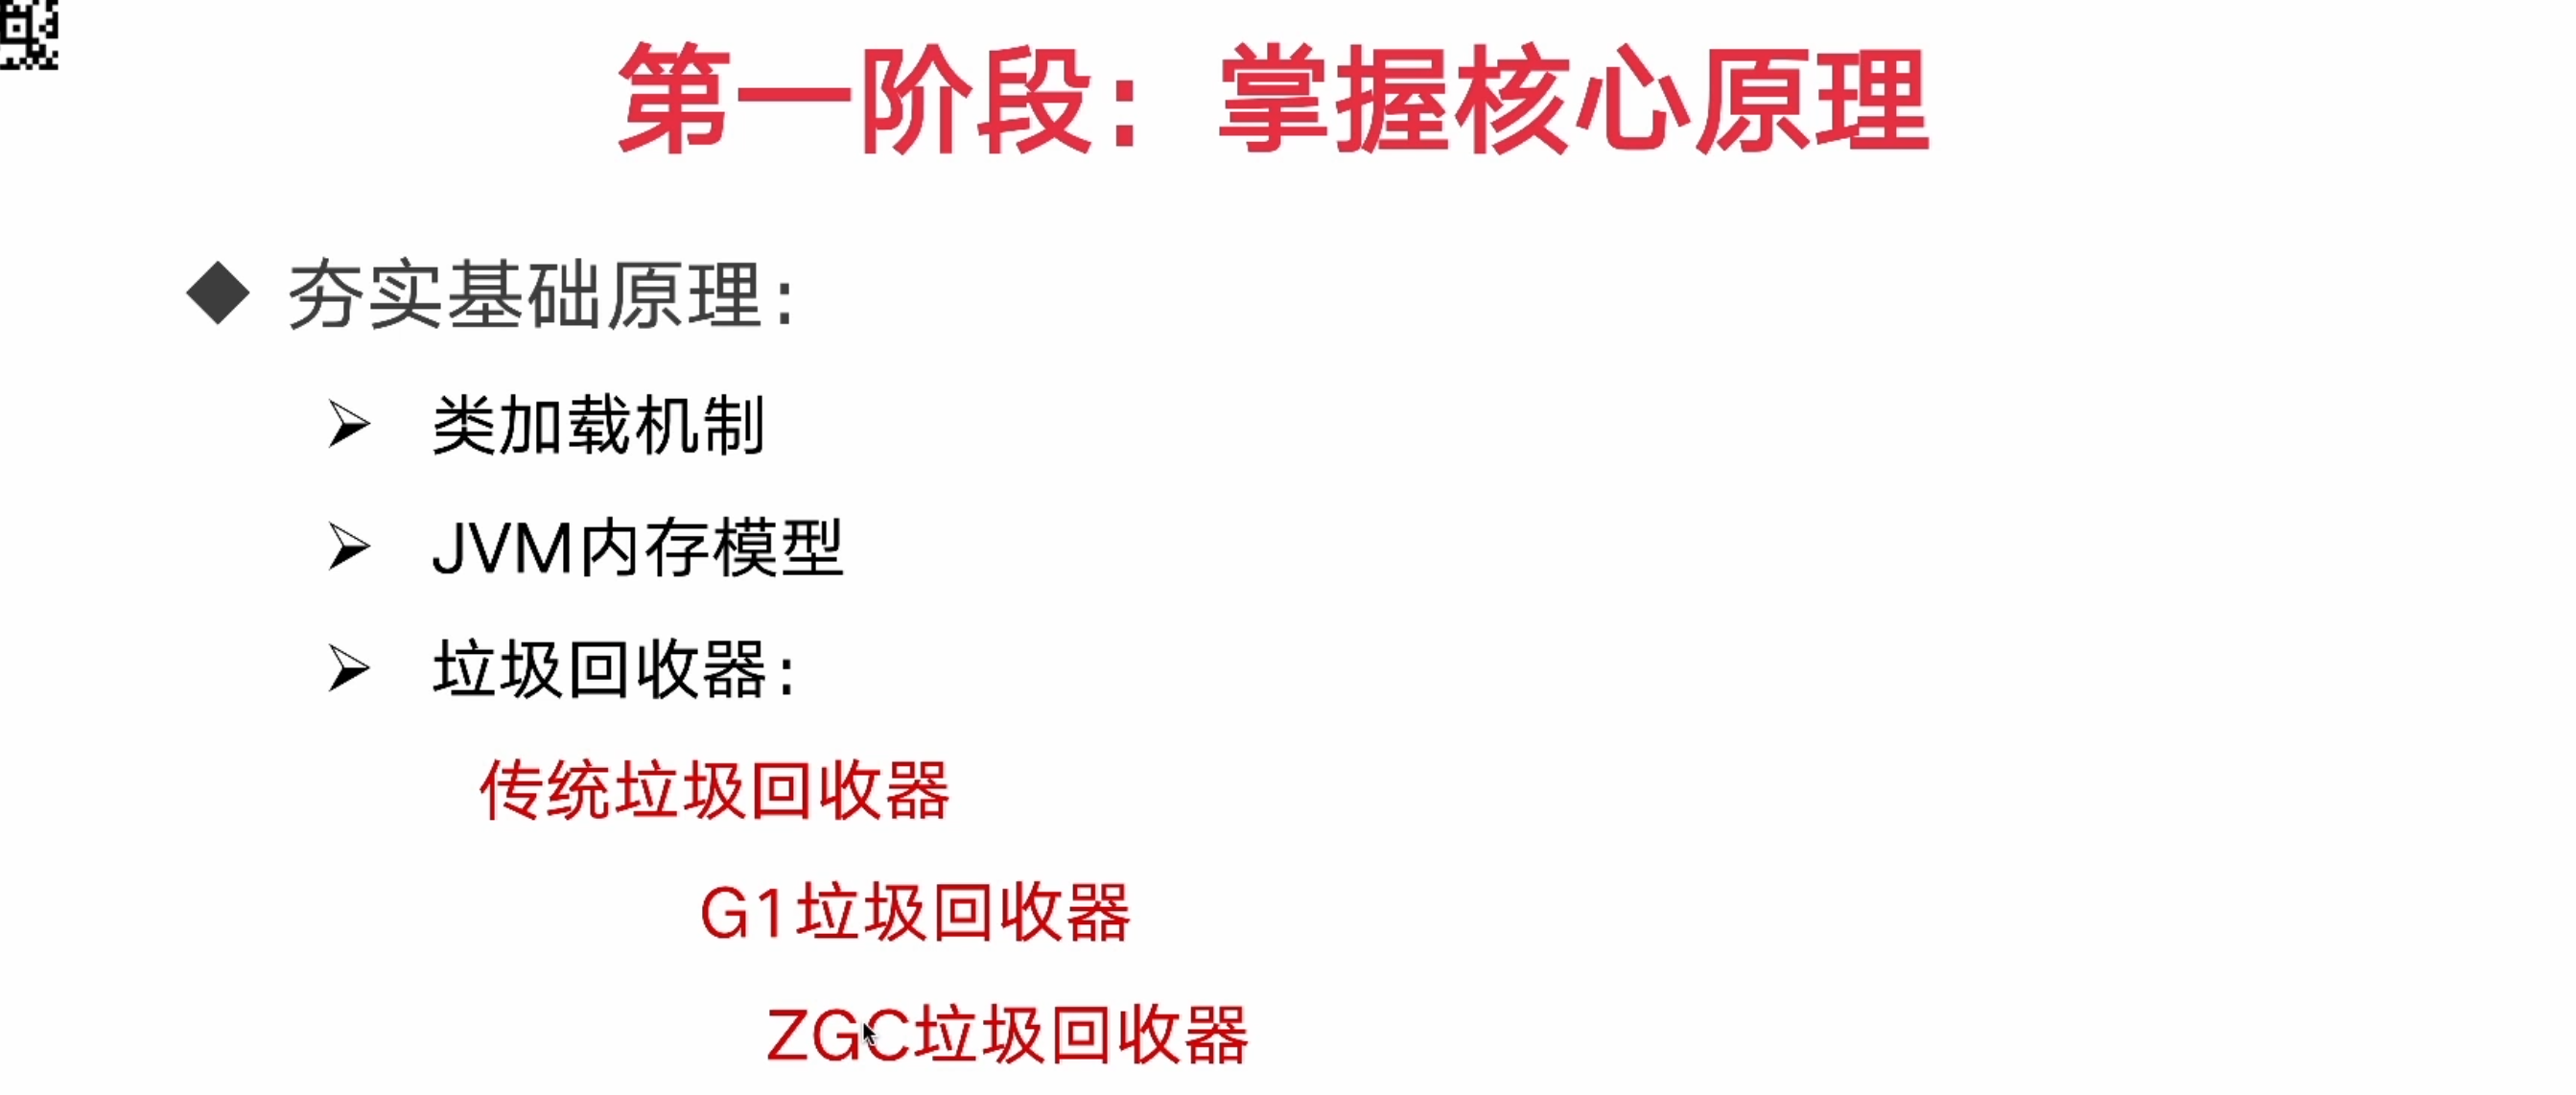 第一阶段：掌握核心原理
夯实基础原理：
类加载机制
JVM内存模型
垃圾回收器：
传统垃圾回收器
G1垃圾回收器
ZGC垃圾回收器